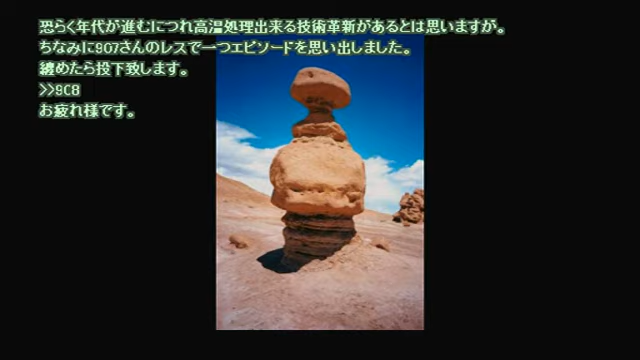 恐らく年代が進むにつれ高温処理出来る技術革新があるとは思いますが。
ちなみに907さんのレスで一つエピソードを思い出しました。
纏めたら投下致します。
>>908
お疲れ様です。